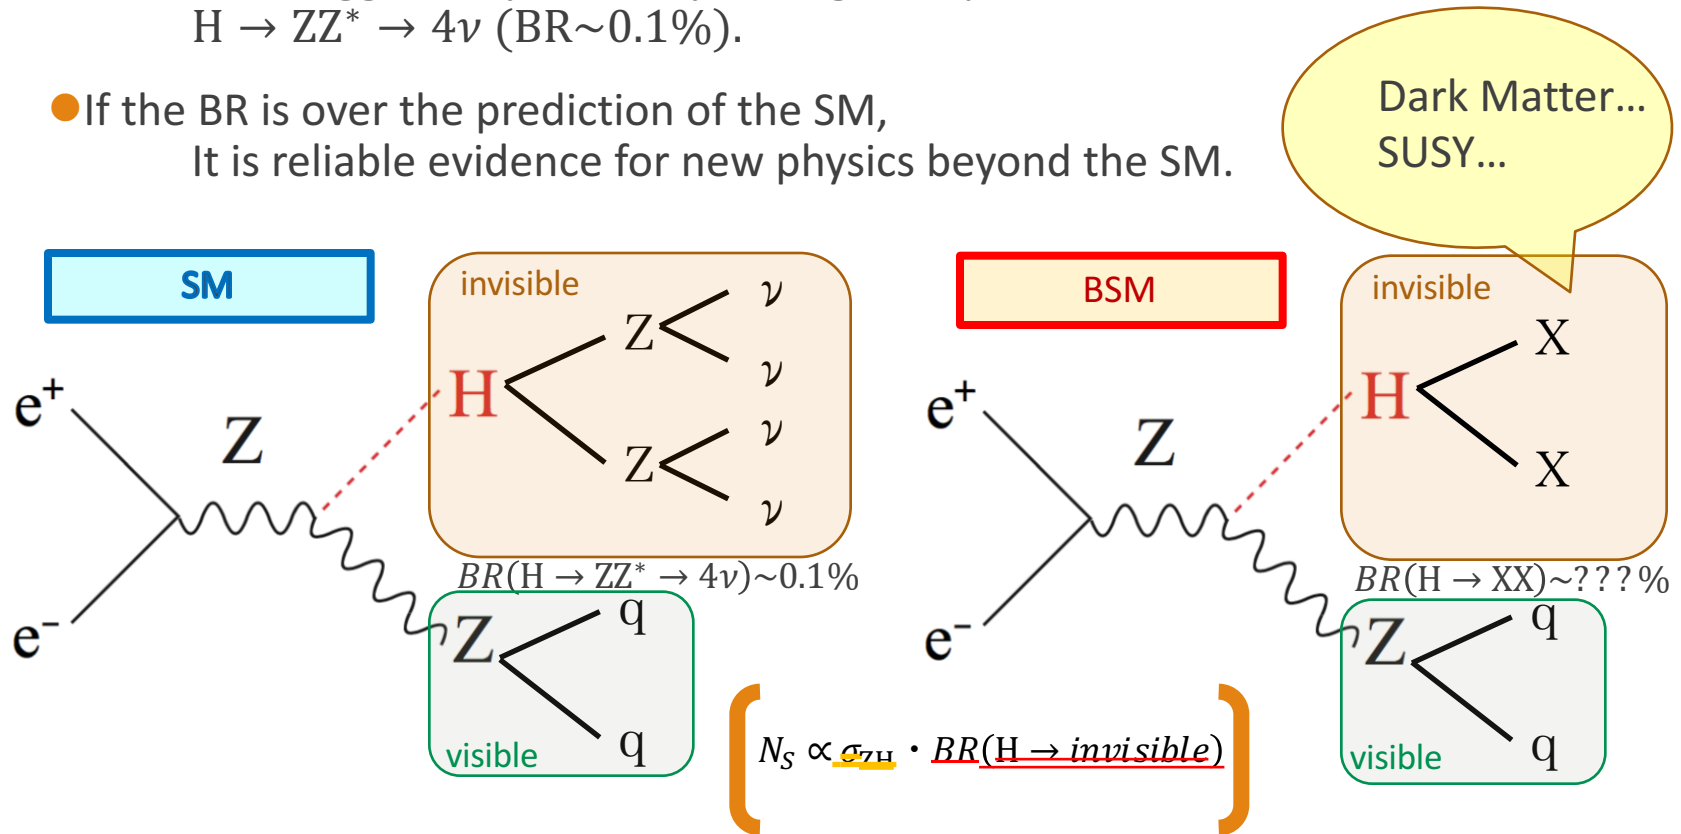 H → ZZ* → 4ν (BR~0.1%).
If the BR is over the prediction of the SM,
It is reliable evidence for new physics beyond the SM.
Dark Matter…
SUSY…
SM
invisible
H
Z
ν
ν
Z
ν
ν
e⁺
Z
e⁻
BR(H → ZZ* → 4ν)~0.1%
Z
q
q
visible
BSM
invisible
H
X
X
e⁺
Z
e⁻
BR(H → XX)~???%
Z
q
q
visible
N_S ∝ σ_ZH · BR(H → invisible)